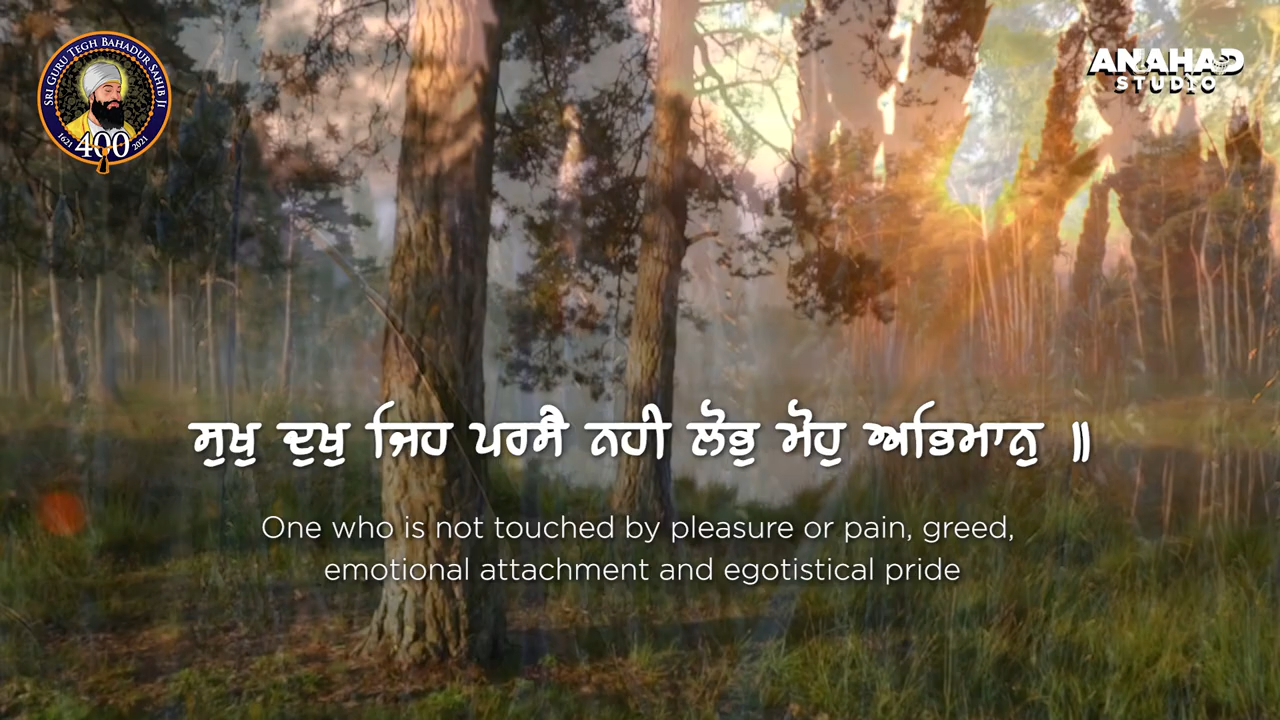 SRI GURU TEGH BAHADUR SAHIB JI
1621 400 2021
ANAHAD
STUDIO
ਸੁਖੁ ਦੁਖੁ ਜਿਹ ਪਰਸੈ ਨਹੀ ਲੋਭੁ ਮੋਹੁ ਅਭਿਮਾਨੁ ॥
One who is not touched by pleasure or pain, greed,
emotional attachment and egotistical pride